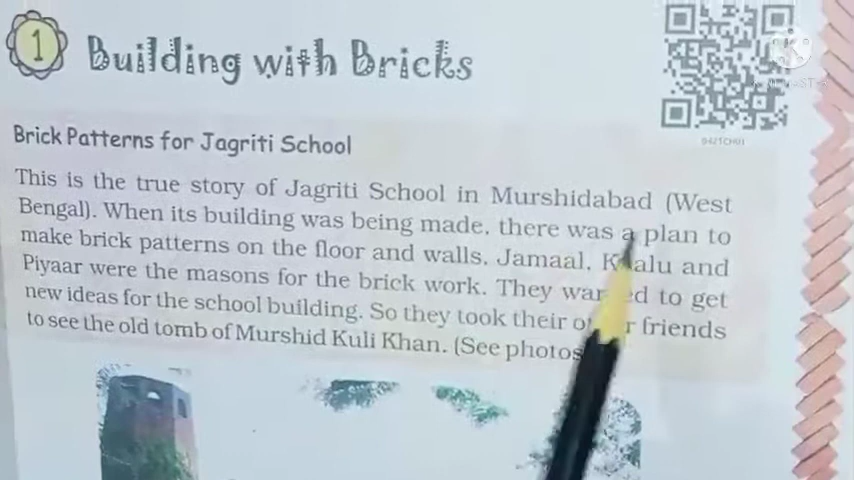 1
Building with Bricks
Brick Patterns for Jagriti School
This is the true story of Jagriti School in Murshidabad (West
Bengal). When its building was being made, there was a plan to
make brick patterns on the floor and walls. Jamaal, and
Piyaar were the masons for the brick work. They to get
new ideas for the school building. So they took their friends
to see the old tomb of Murshid Kuli Khan. (See photos
0421CH01